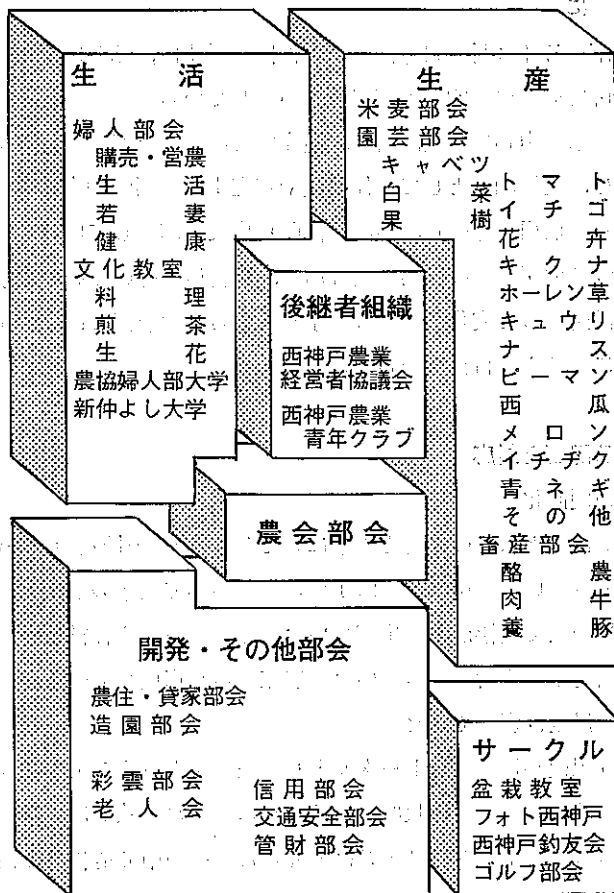 生活
婦人部会
購売・営農
生活
若妻
健康
文化教室
料理
煎茶
生花
農協婦人部大学
新仲よし大学
生産
米麦部会
園芸部会
キャベツ
白菜
果樹
トマト
イチゴ
花卉
キクナ
ホーレン草
キュウリ
ナス
ピーマン
西瓜
メロン
イチヂク
青ネギ
その他
畜産部会
酪農
肉牛
養豚
後継者組織
西神戸農業
経営者協議会
西神戸農業
青年クラブ
農会部会
開発・その他部会
農住・貸家部会
造園部会
彩雲部会
老人会
信用部会
交通安全部会
管財部会
サークル
盆栽教室
フォト西神戸
西神戸釣友会
ゴルフ部会